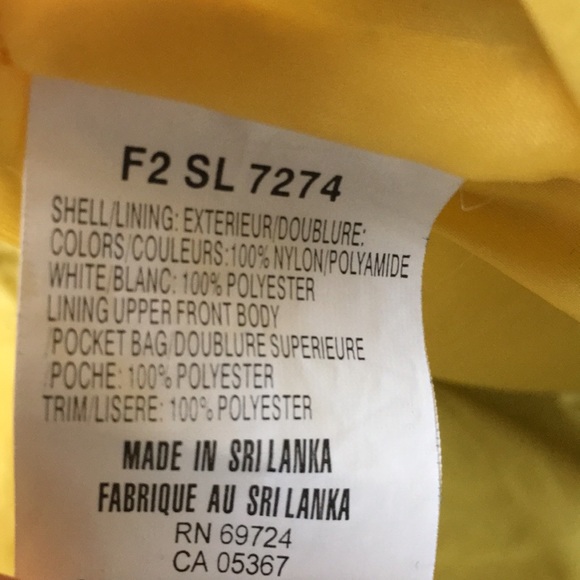 F2 SL 7274
SHELL/LINING: EXTERIEUR/DOUBLURE:
COLORS/COULEURS:100% NYLON/POLYAMIDE
WHITE/BLANC: 100% POLYESTER
LINING UPPER FRONT BODY
/POCKET BAG/DOUBLURE SUPERIEURE
/POCHE: 100% POLYESTER
TRIM/LISERE: 100% POLYESTER
MADE IN SRI LANKA
FABRIQUE AU SRI LANKA
RN 69724
CA 05367